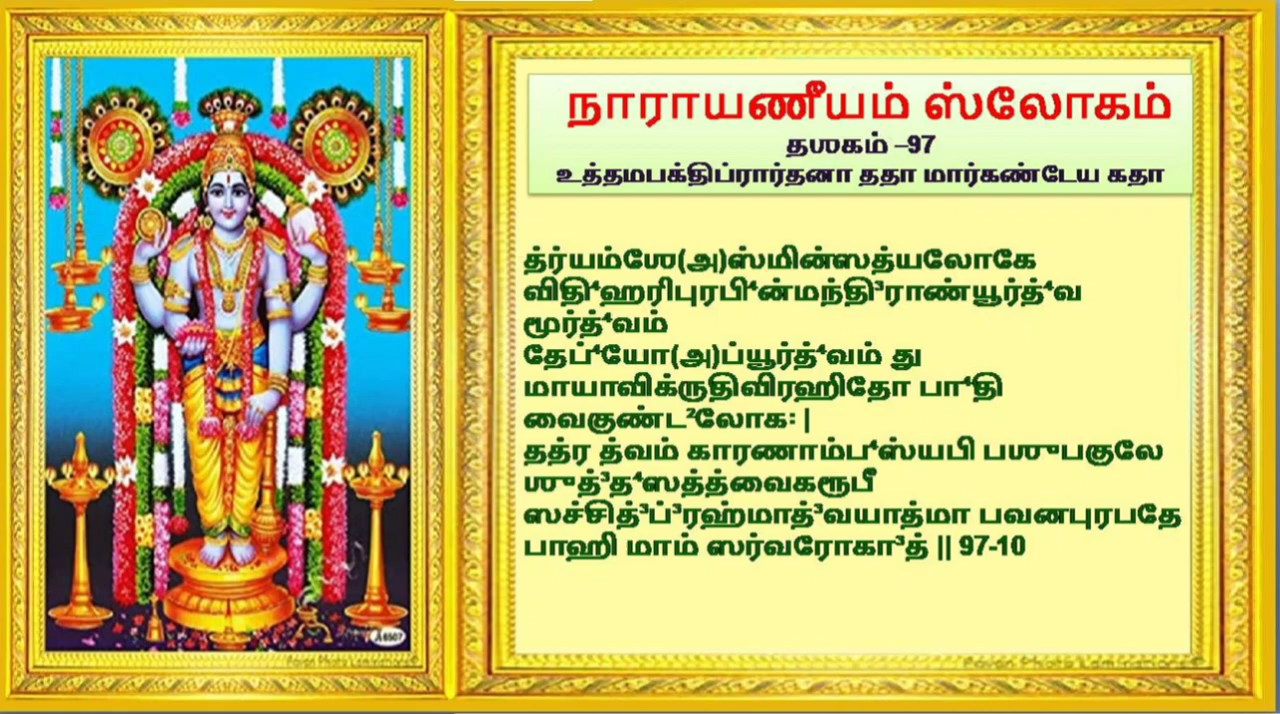 நாராயணீயம் ஸ்லோகம்
தஶகம் –97
உத்தமபக்திப்ரார்தனா ததா மார்கண்டேய கதா
த்ர்யம்ஶே(அ)ஸ்மின்ஸத்யலோகே
விதி⁴ஹரிபுரபி⁴ன்மந்தி³ராண்யூர்த்⁴வ
மூர்த்⁴வம்
தேப்⁴யோ(அ)ப்யூர்த்⁴வம் து
மாயாவிக்ருதிவிரஹிதோ பா⁴தி
வைகுண்ட²லோக꞉ |
தத்ர த்வம் காரணாம்ப⁴ஸ்யபி பஶுபகுலே
ஶுத்³த⁴ஸத்த்வைகரூபீ
ஸச்சித்³ப்³ரஹ்மாத்³வயாத்மா பவனபுரபதே
பாஹி மாம் ஸர்வரோகா³த் || 97-10
A6507